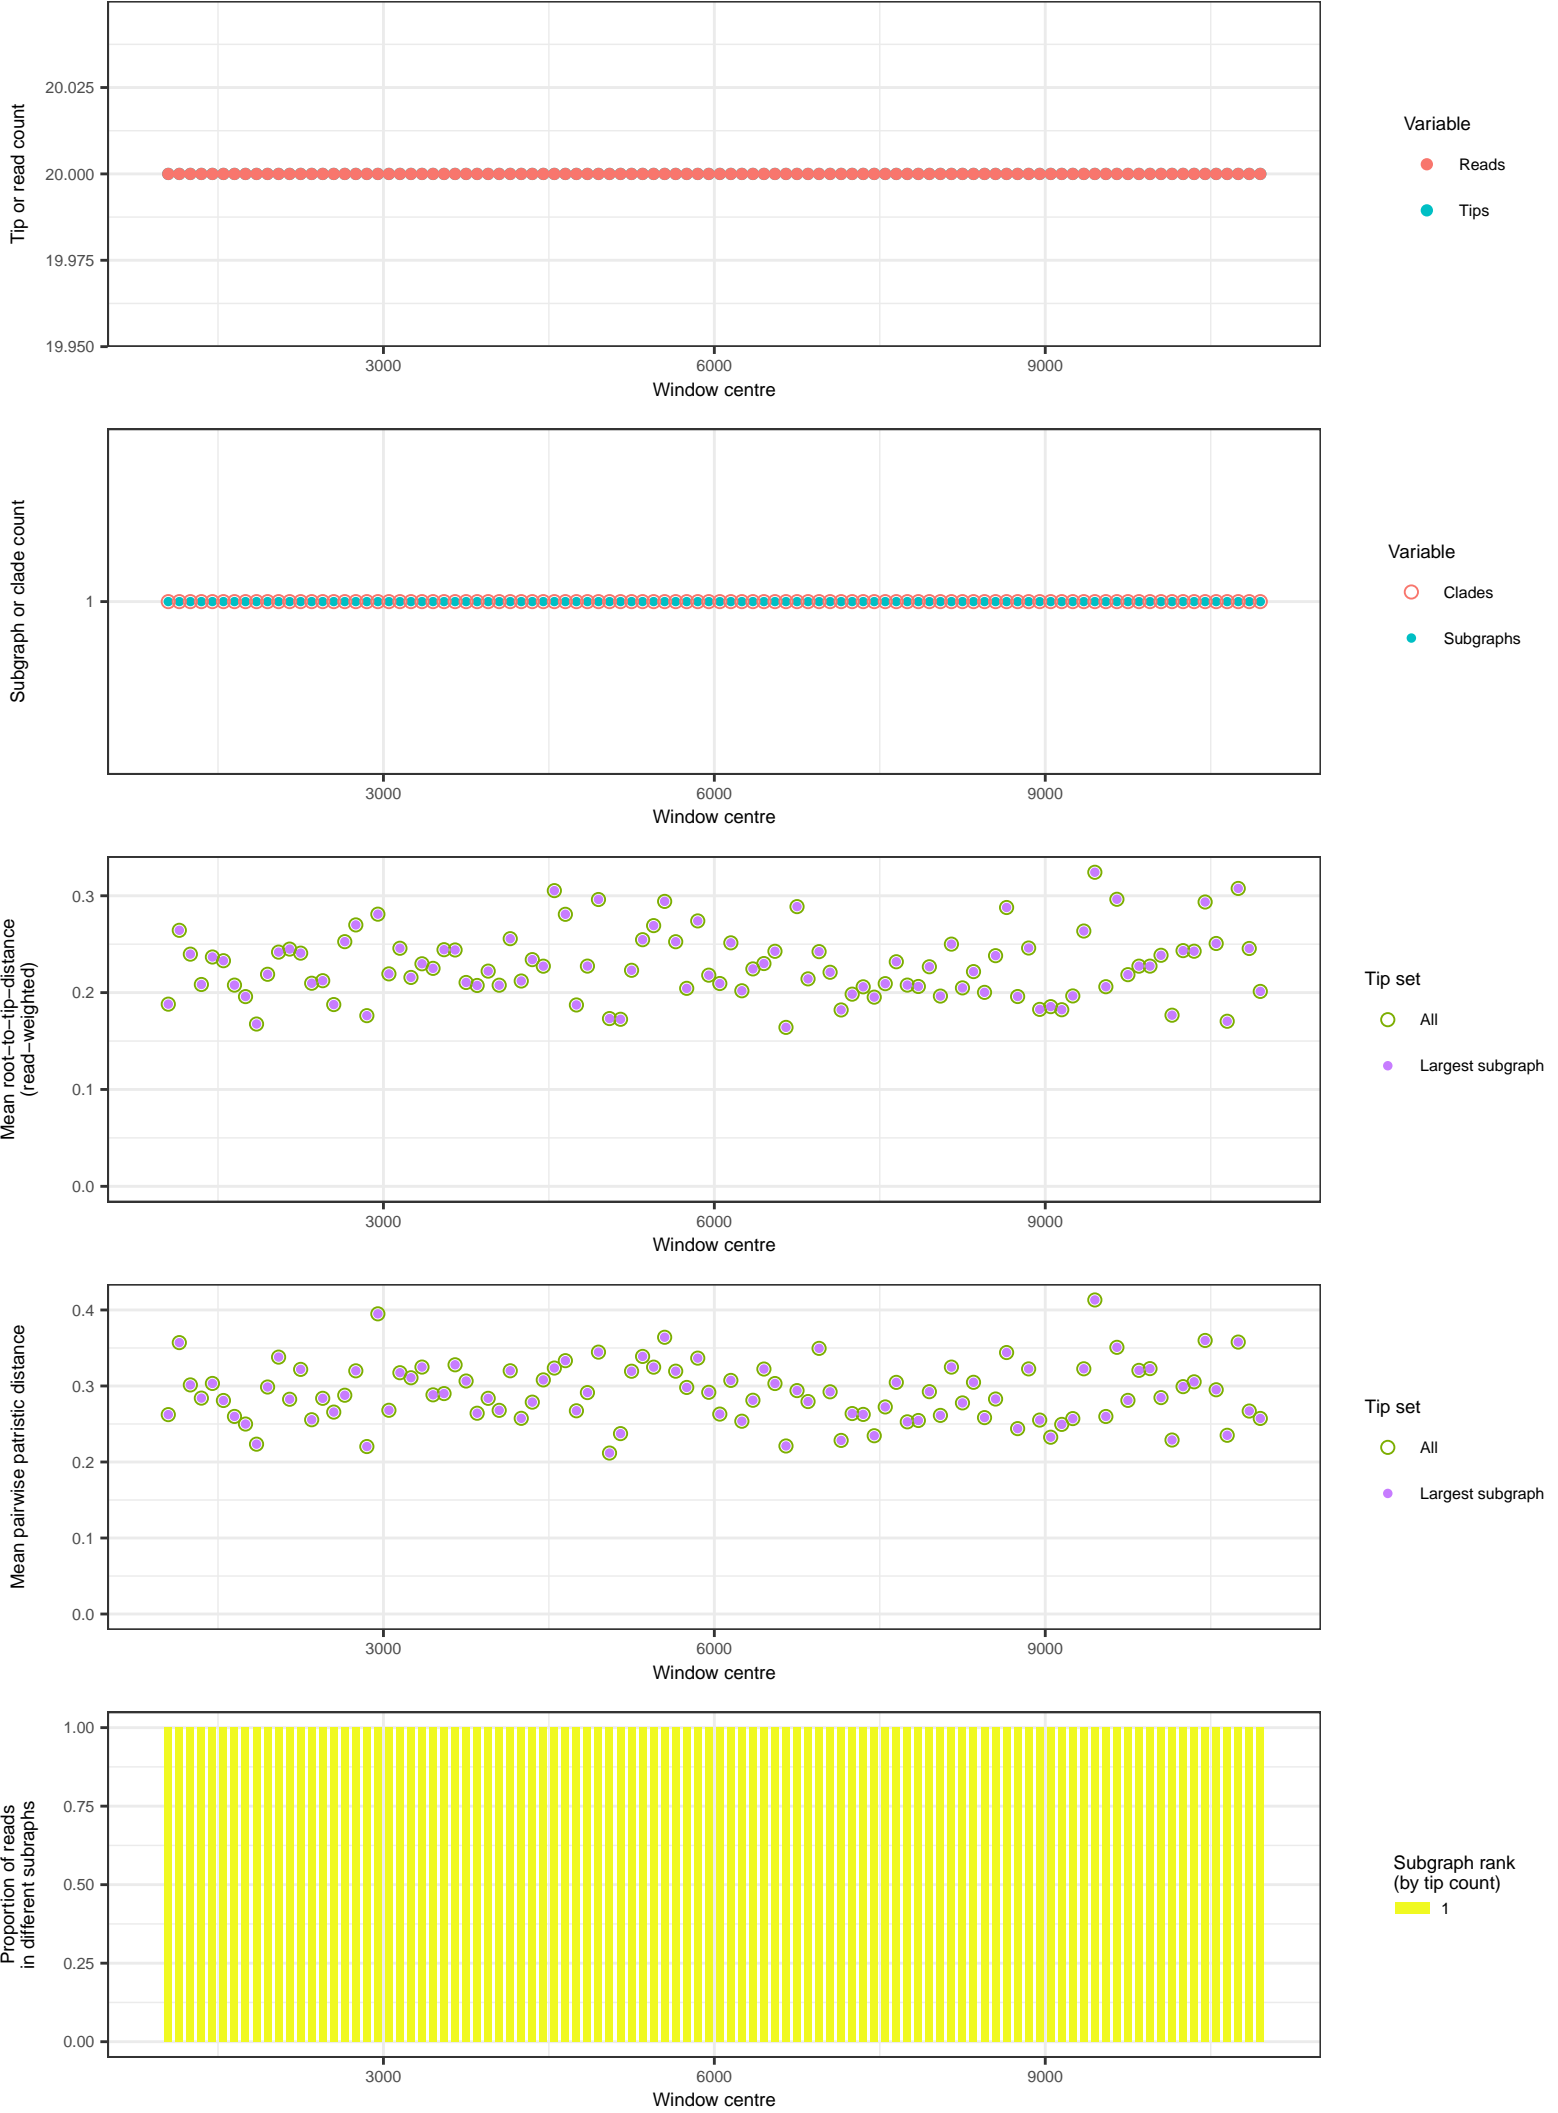 Tip or read count
20.025
20.000
19.975
19.950
3000 6000 9000
Window centre
Variable
Reads
Tips
Subgraph or clade count
1
3000 6000 9000
Window centre
Variable
Clades
Subgraphs
Mean root−to−tip−distance
(read−weighted)
0.3
0.2
0.1
0.0
3000 6000 9000
Window centre
Tip set
All
Largest subgraph
Mean pairwise patristic distance
0.4
0.3
0.2
0.1
0.0
3000 6000 9000
Window centre
Tip set
All
Largest subgraph
Proportion of reads
in different subraphs
1.00
0.75
0.50
0.25
0.00
3000 6000 9000
Window centre
Subgraph rank
(by tip count)
1